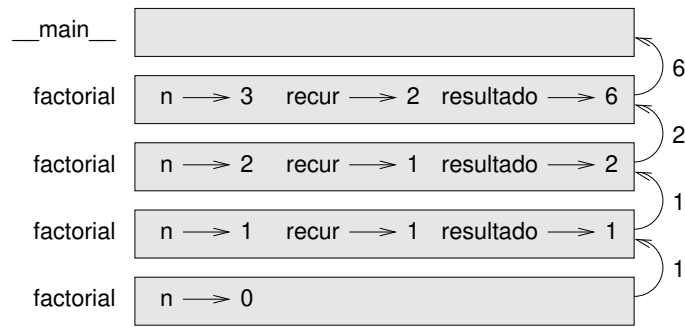 __main__
6
factorial n 3 recur 2 resultado 6
2
factorial n 2 recur 1 resultado 2
1
factorial n 1 recur 1 resultado 1
1
factorial n 0